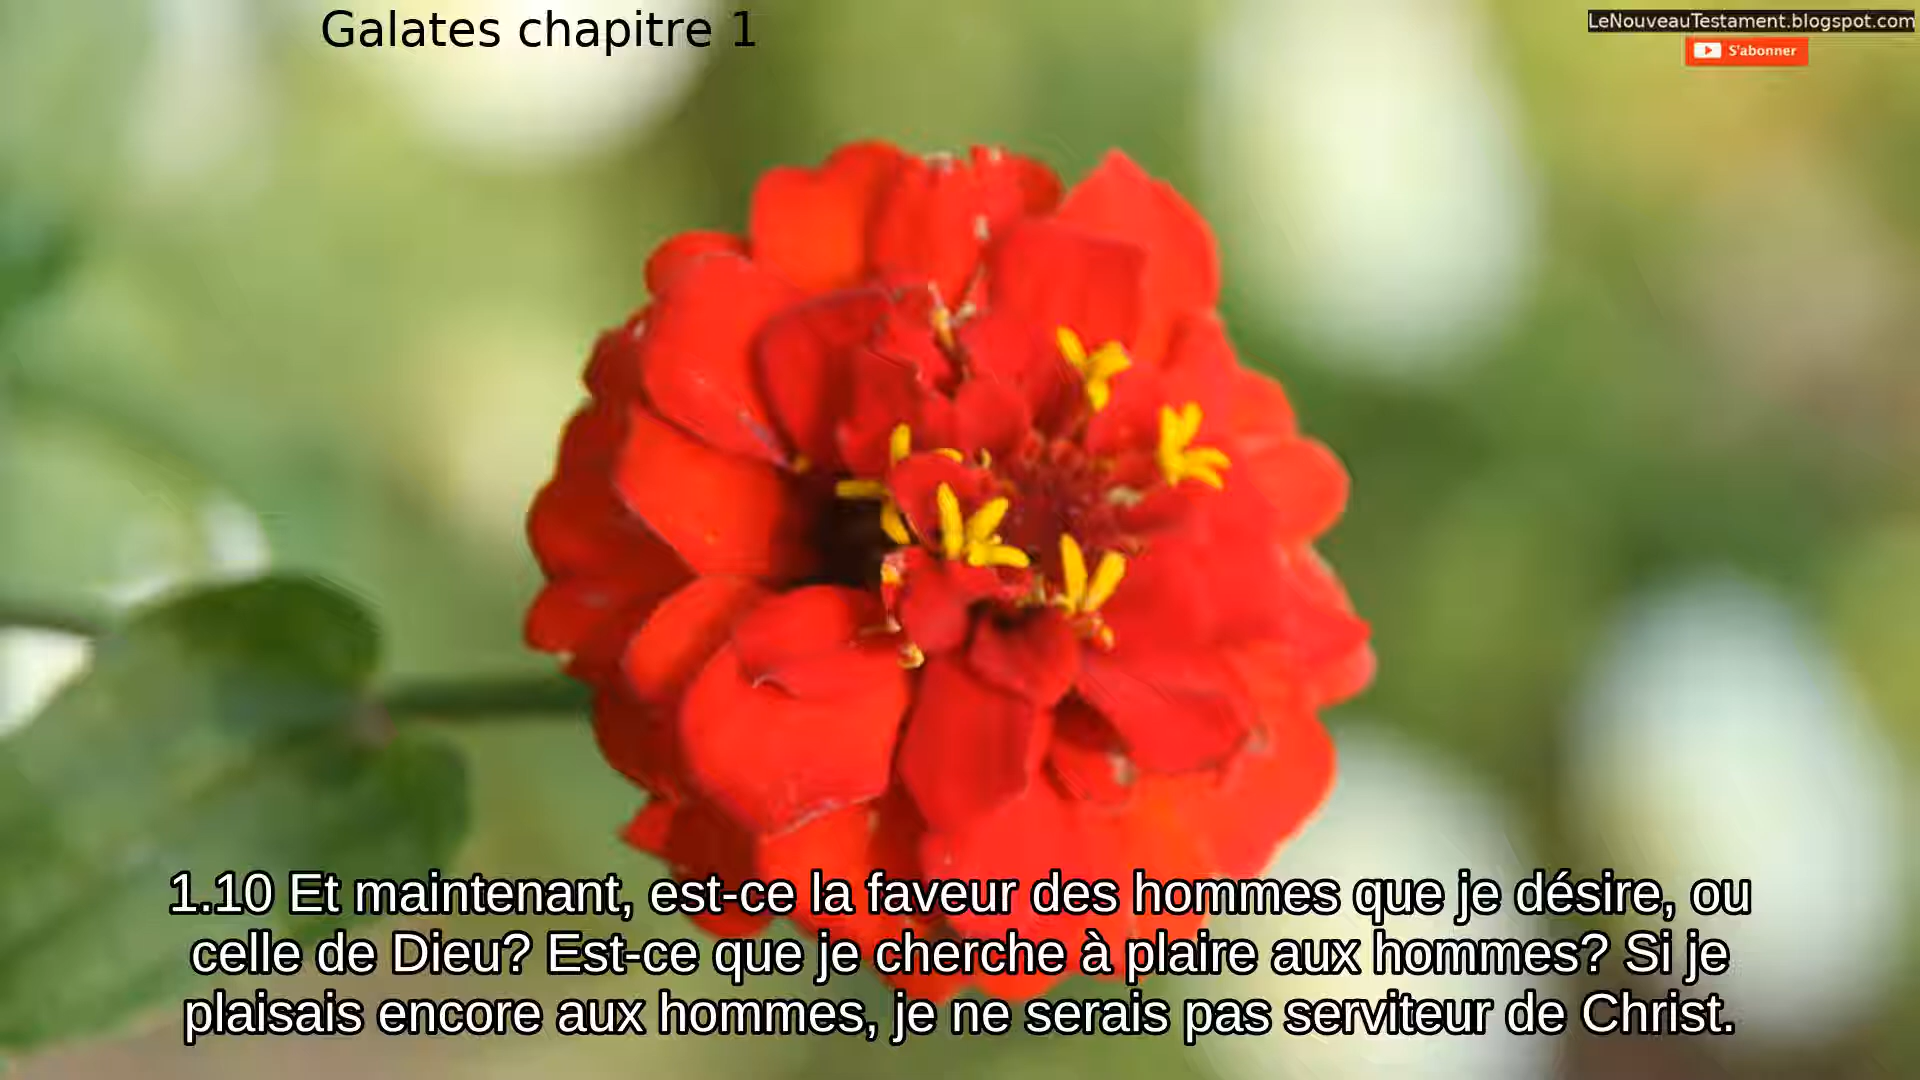 Galates chapitre 1
LeNouveauTestament.blogspot.com
S'abonner
1.10 Et maintenant, est-ce la faveur des hommes que je désire, ou
celle de Dieu? Est-ce que je cherche à plaire aux hommes? Si je
plaisais encore aux hommes, je ne serais pas serviteur de Christ.